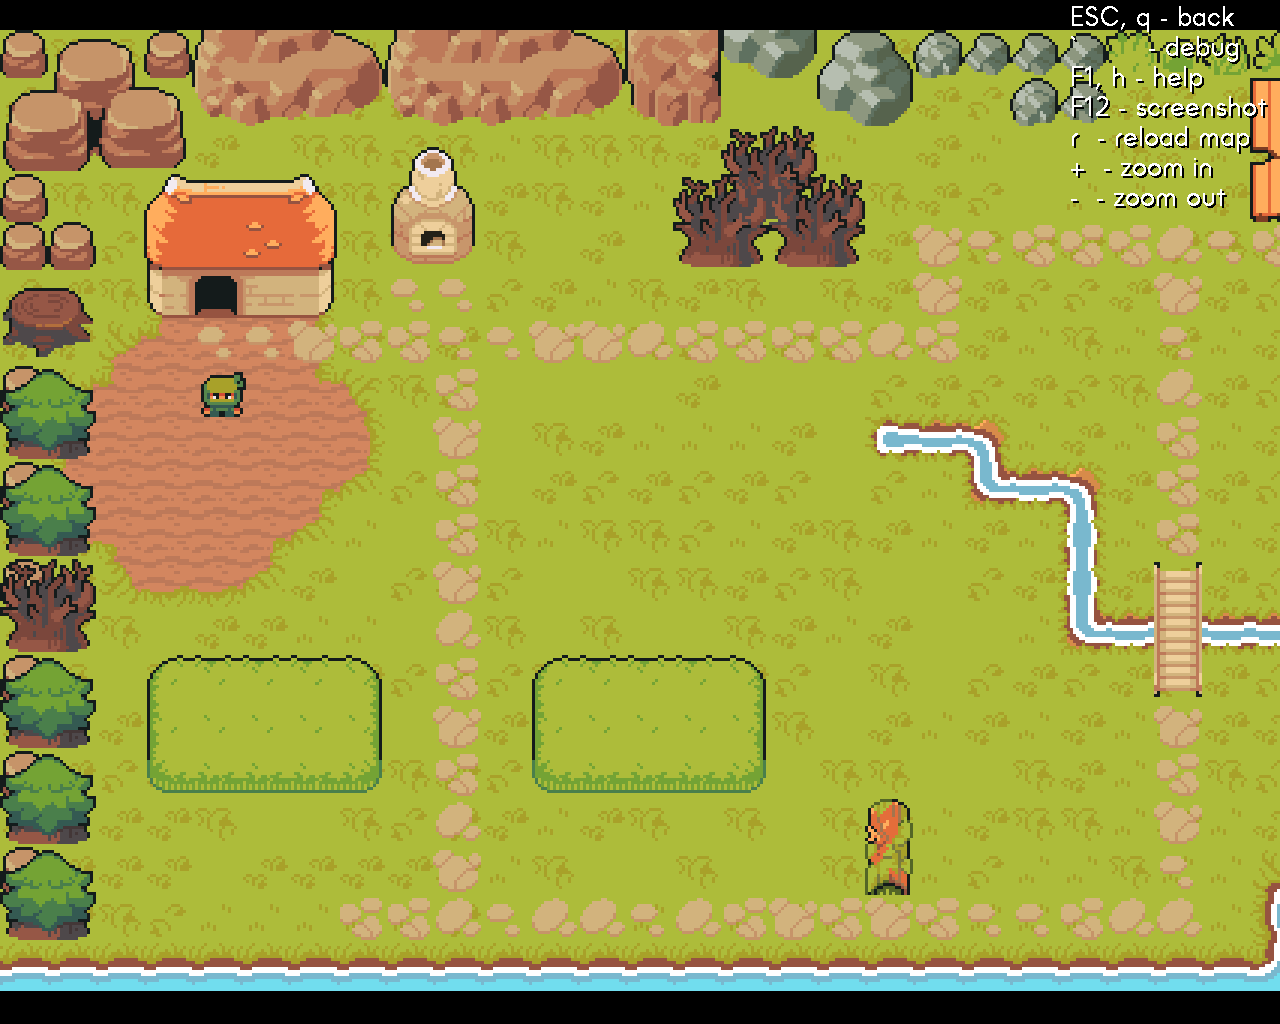 ESC, q - back
` - debug
F1, h - help
F12 - screenshot
r - reload map
+ - zoom in
- - zoom out